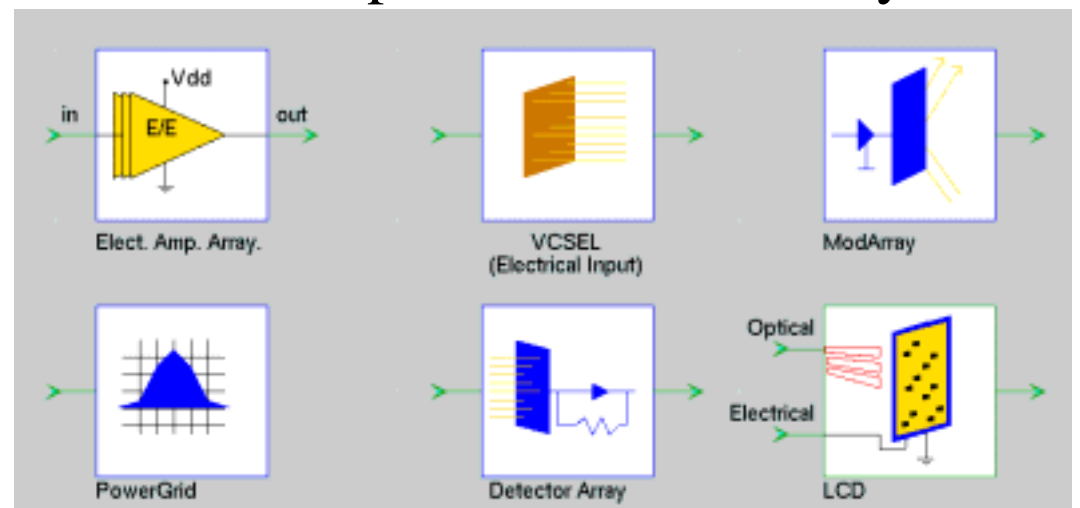 in
Vdd
E/E
out
Elect. Amp. Array.
VCSEL
(Electrical Input)
ModArray
PowerGrid
Detector Array
Optical
Electrical
LCD